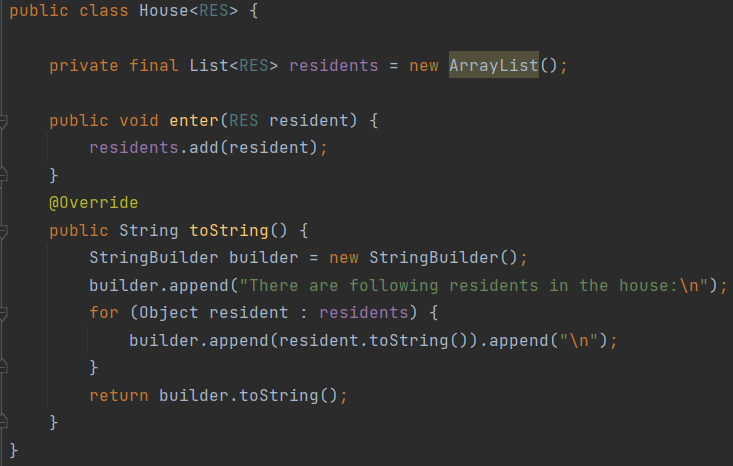 public class House<RES> {
    private final List<RES> residents = new ArrayList();
    public void enter(RES resident) {
        residents.add(resident);
    }
    @Override
    public String toString() {
        StringBuilder builder = new StringBuilder();
        builder.append("There are following residents in the house:\n");
        for (Object resident : residents) {
            builder.append(resident.toString()).append("\n");
        }
        return builder.toString();
    }
}